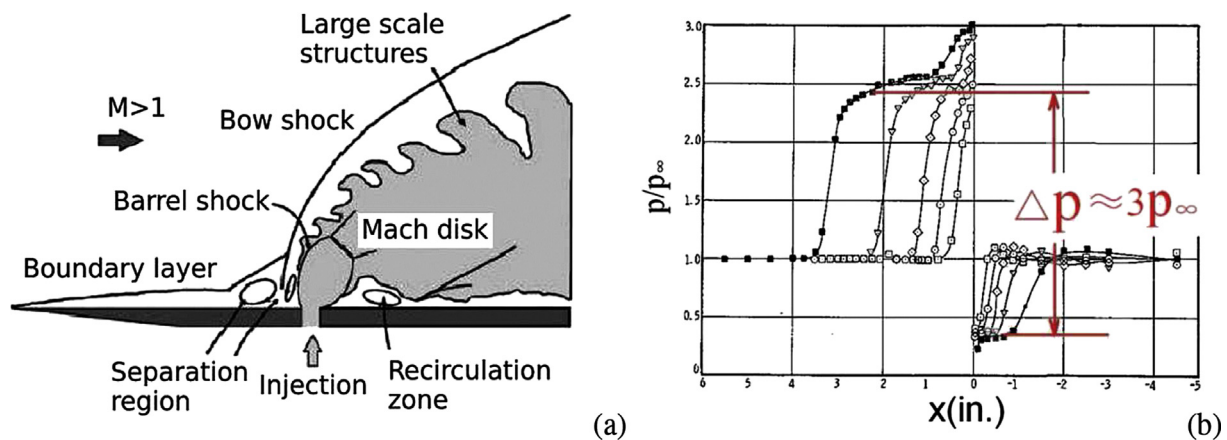 Large scale
structures
M>1
Bow shock
Barrel shock
Mach disk
Boundary layer
Separation
region
Injection
Recirculation
zone
(a)
3.0
2.5
2.0
1.5
1.0
0.5
0
p/p∞
△p≈3p∞
6 5 4 3 2 1 0 -1 -2 -3 -4 -5
x(in.)
(b)